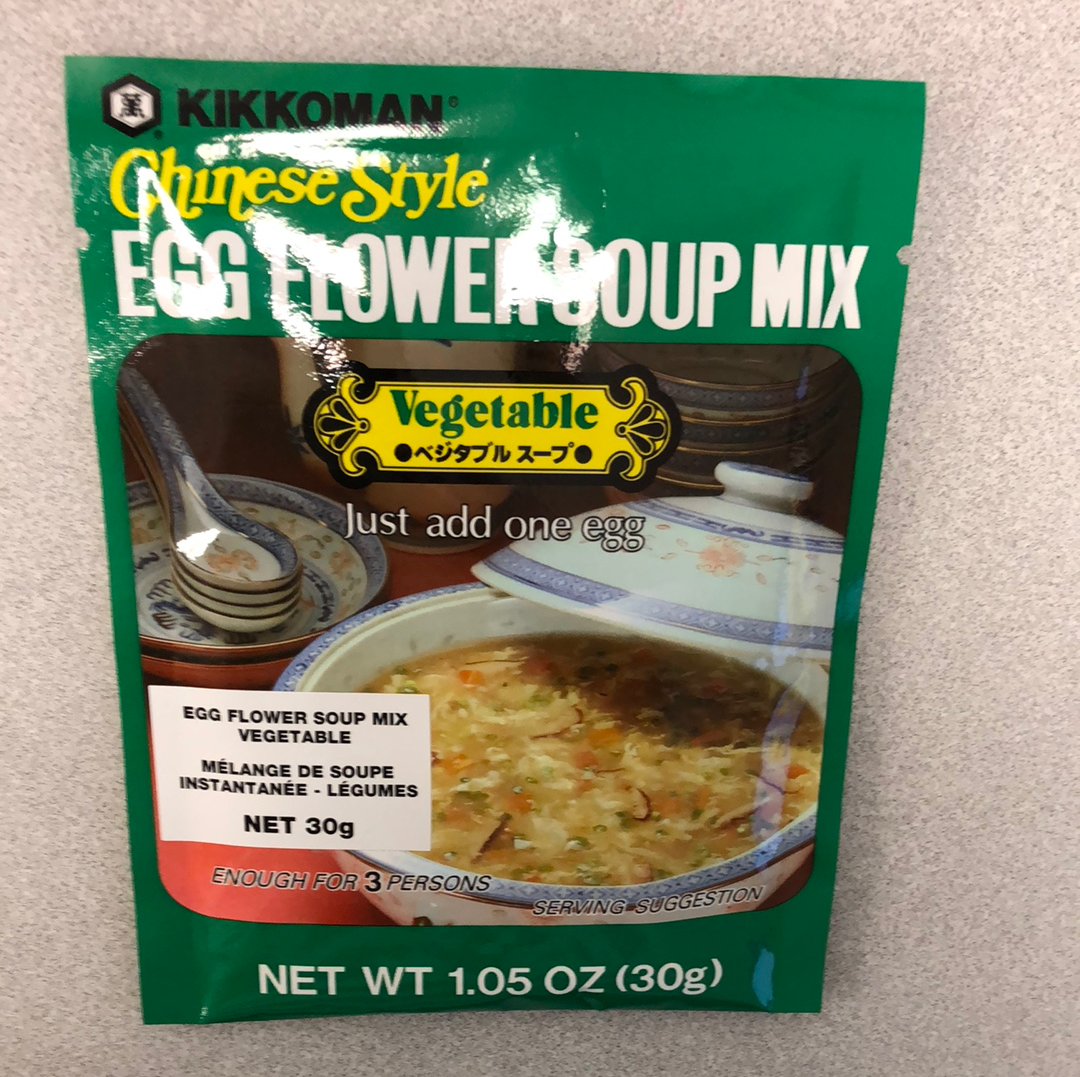 KIKKOMAN®
Chinese Style
EGG FLOWER SOUP MIX
Vegetable
●ベジタブル スープ●
Just add one egg
EGG FLOWER SOUP MIX
VEGETABLE
MÉLANGE DE SOUPE
INSTANTANÉE - LÉGUMES
NET 30g
ENOUGH FOR 3 PERSONS
SERVING SUGGESTION
NET WT 1.05 OZ (30g)